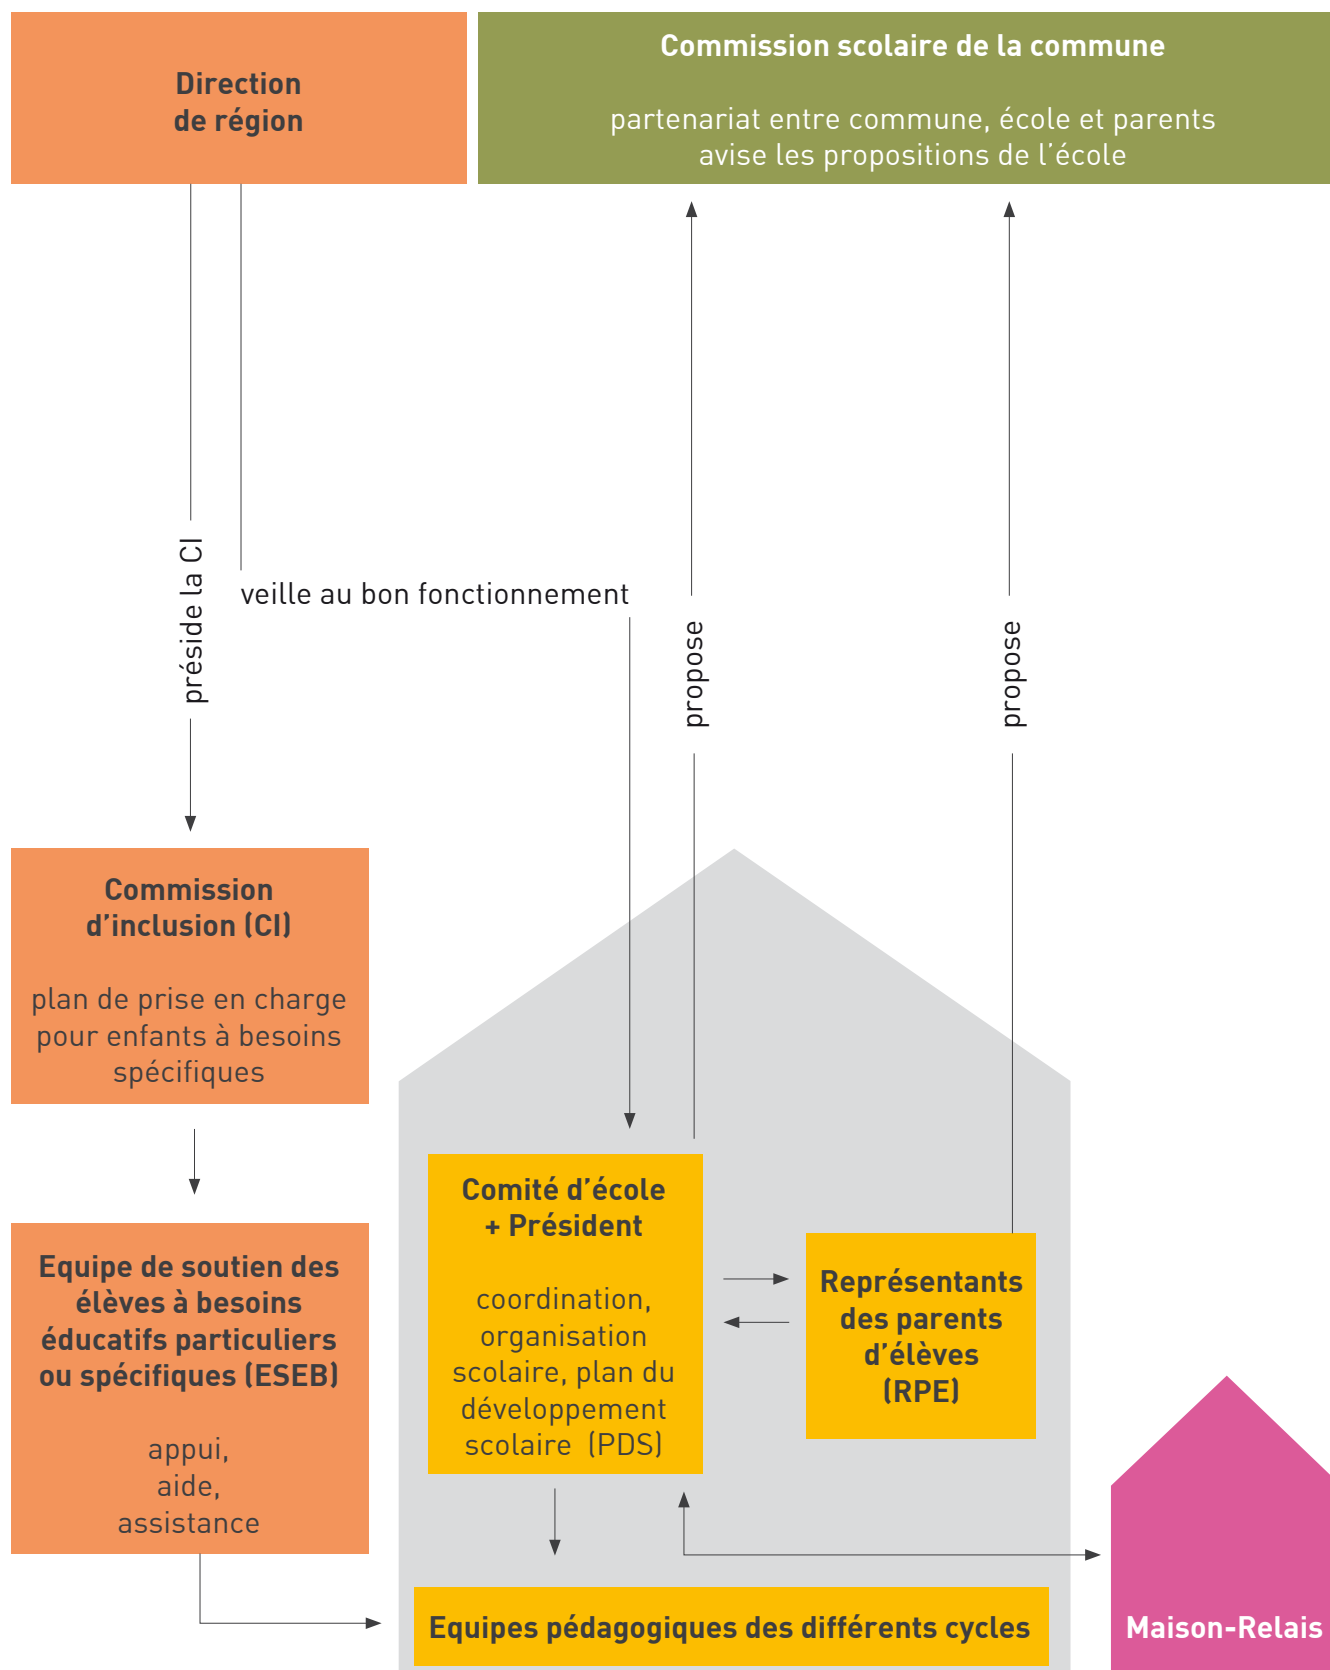 Direction
de région
Commission scolaire de la commune
partenariat entre commune, école et parents
avise les propositions de l’école
préside la CI
veille au bon fonctionnement
propose
propose
Commission
d’inclusion (CI)
plan de prise en charge
pour enfants à besoins
spécifiques
Equipe de soutien des
élèves à besoins
éducatifs particuliers
ou spécifiques (ESEB)
appui,
aide,
assistance
Comité d’école
+ Président
coordination,
organisation
scolaire, plan du
développement
scolaire (PDS)
Représentants
des parents
d’élèves
(RPE)
Equipes pédagogiques des différents cycles
Maison-Relais